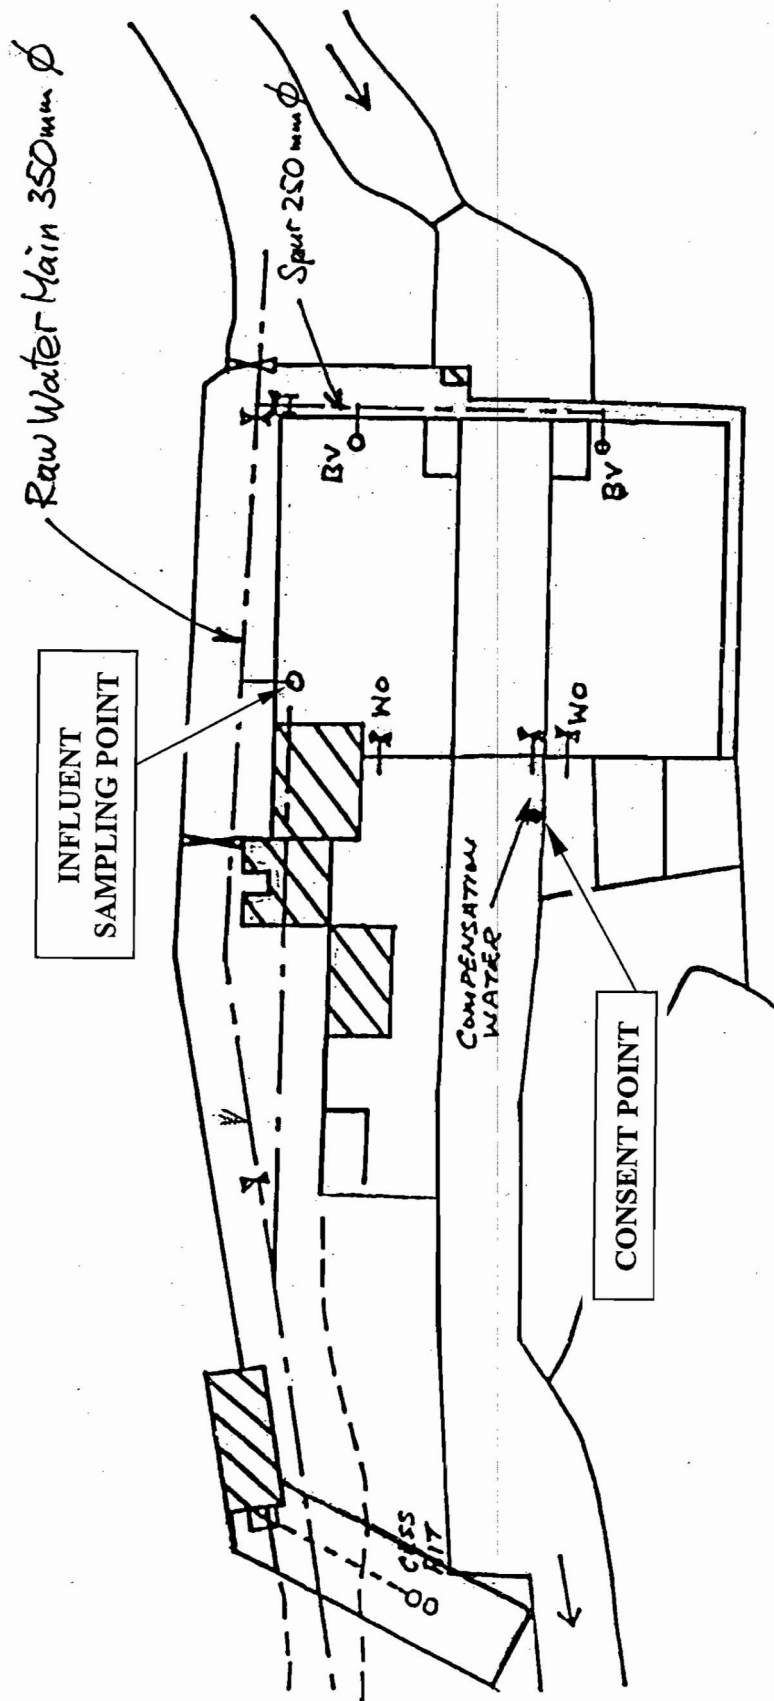 Raw Water Main 350mm Ø
Spur 250mm Ø
INFLUENT
SAMPLING POINT
BV
BV
WO
WO
COMPENSATION
WATER
CONSENT POINT
CESS
PIT